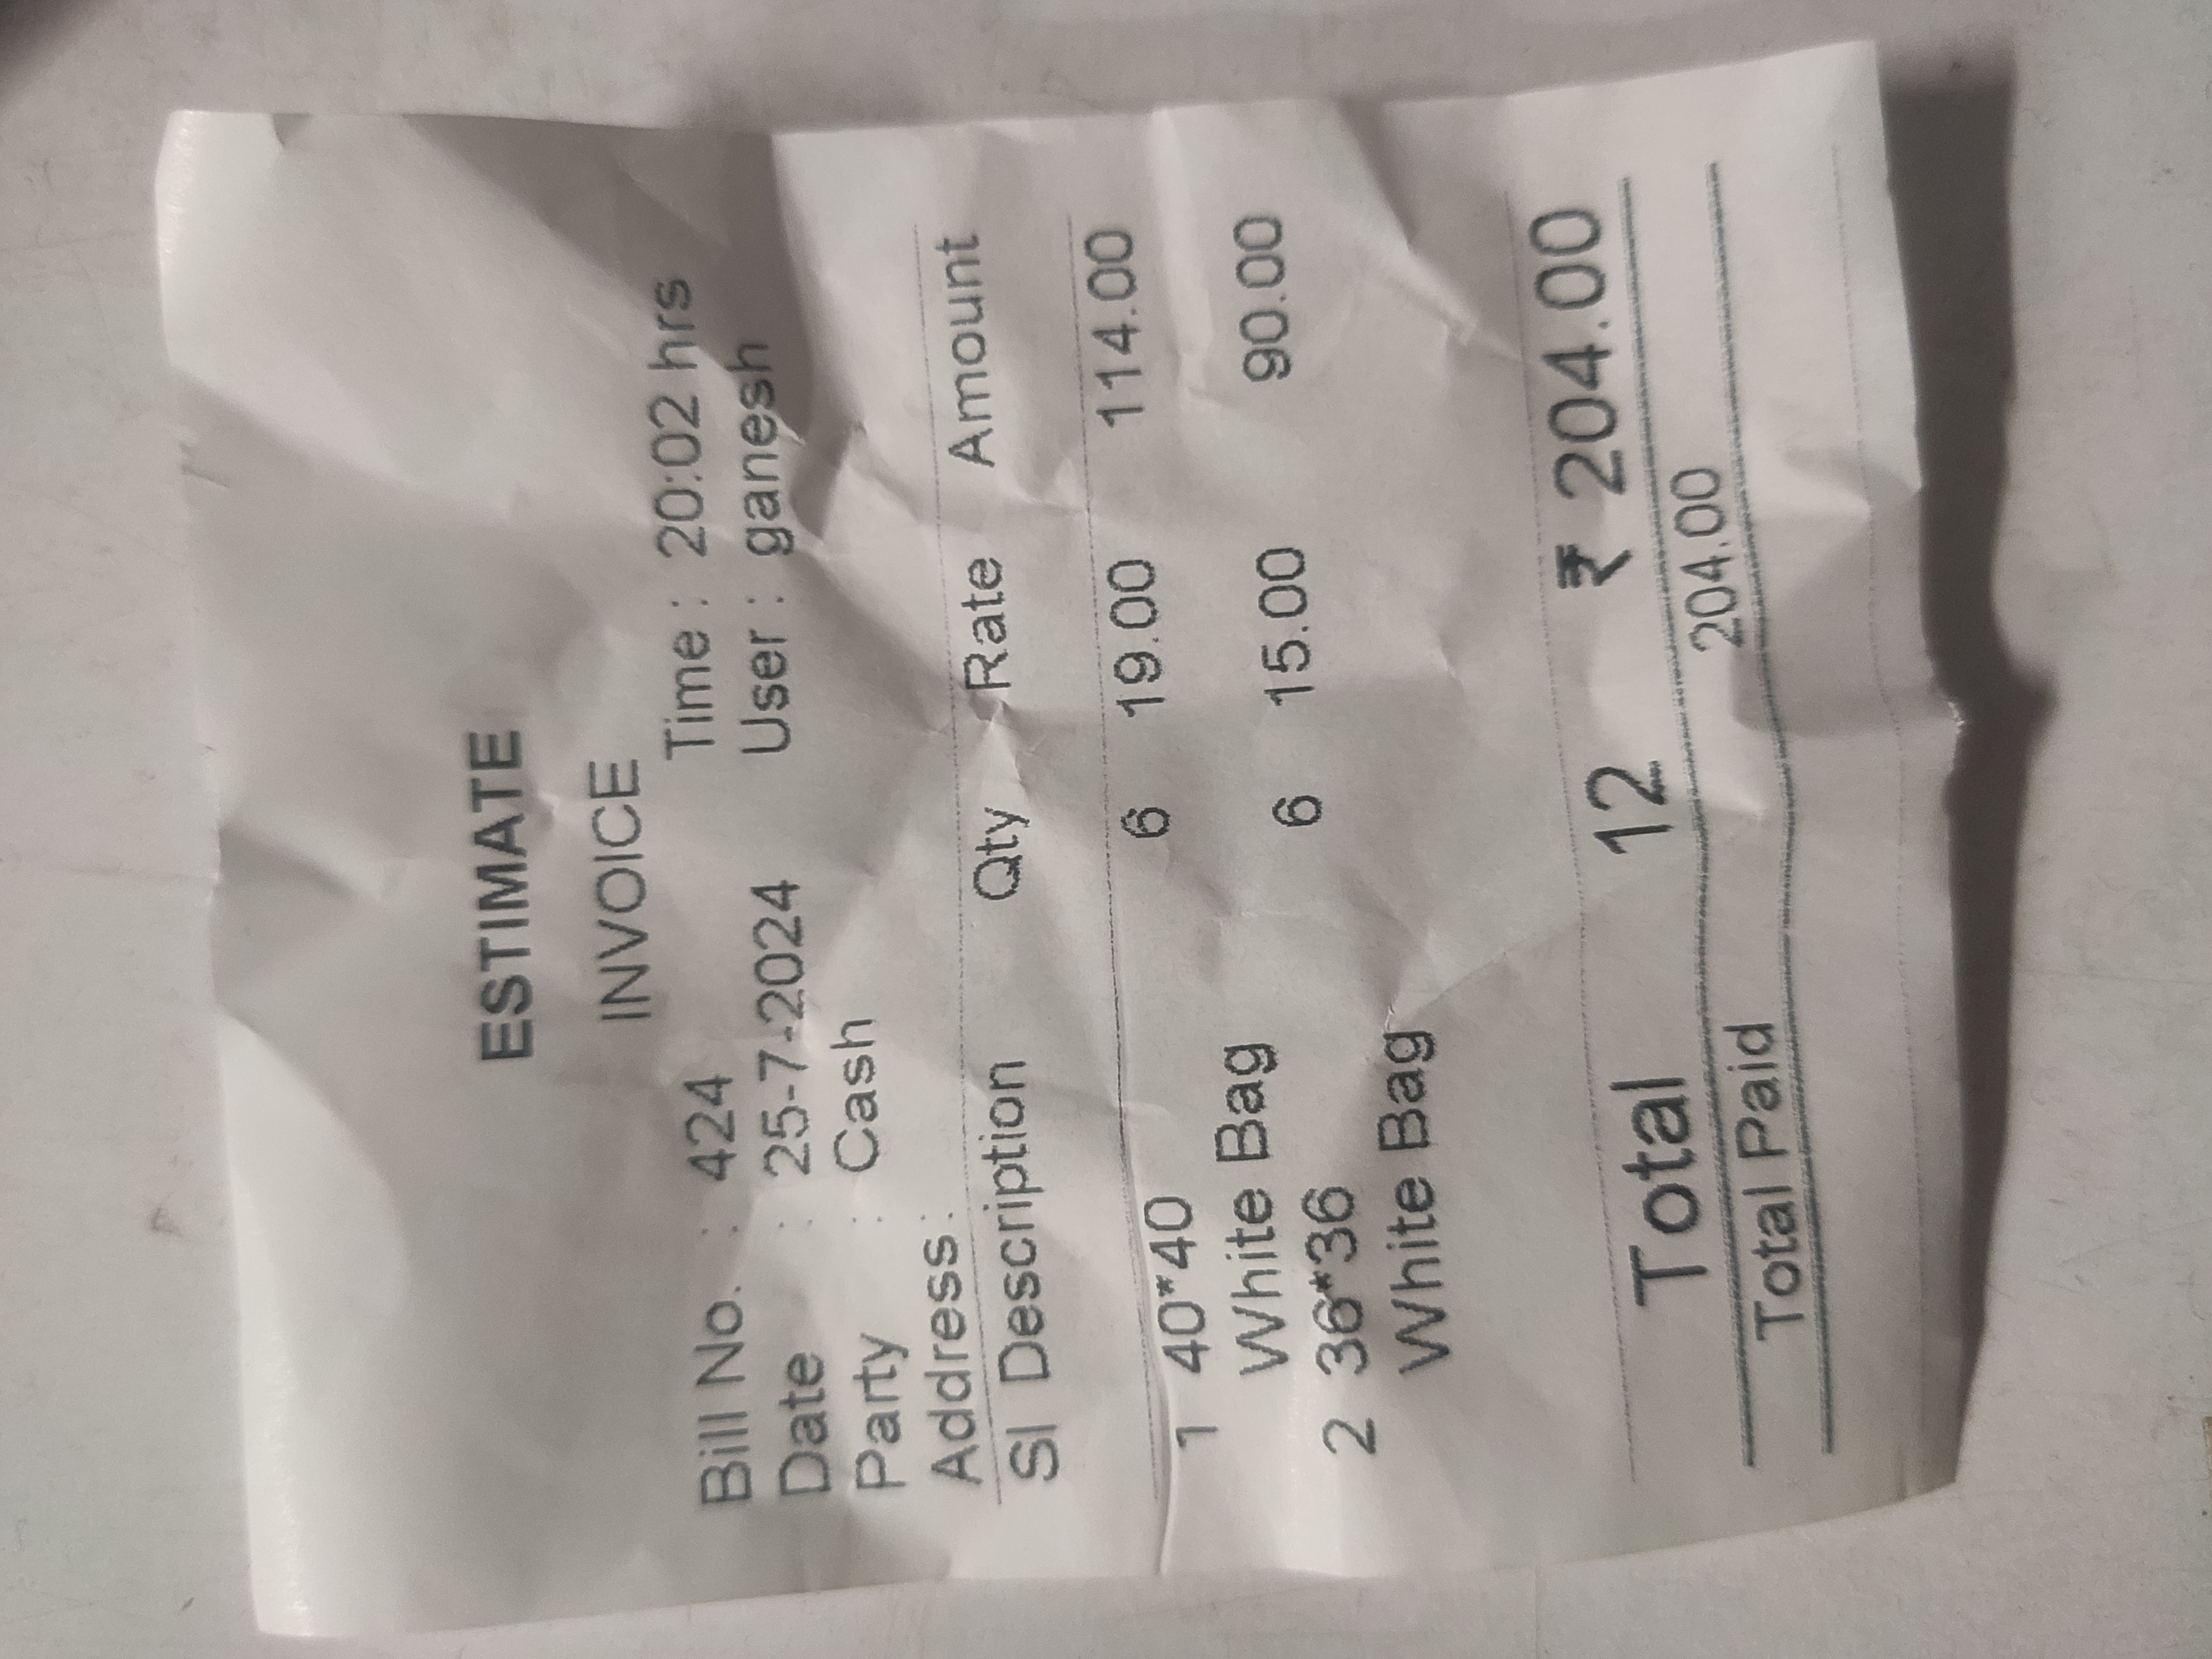 ESTIMATE
INVOICE
Bill No. : 424 Time : 20:02 hrs
Date : 25-7-2024 User : ganesh
Party : Cash
Address :
Sl Description Qty Rate Amount
1 40*40 6 19.00 114.00
White Bag
2 36*36 6 15.00 90.00
White Bag
Total 12 ₹ 204.00
Total Paid 204.00